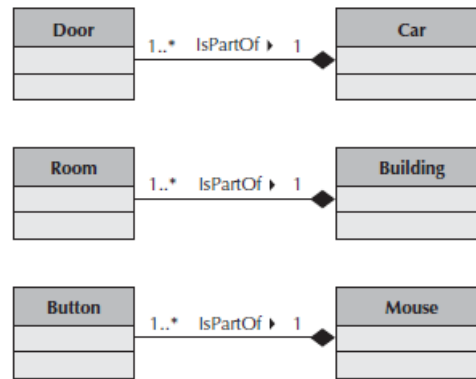 Door 1..* IsPartOf ▸ 1 Car
Room 1..* IsPartOf ▸ 1 Building
Button 1..* IsPartOf ▸ 1 Mouse